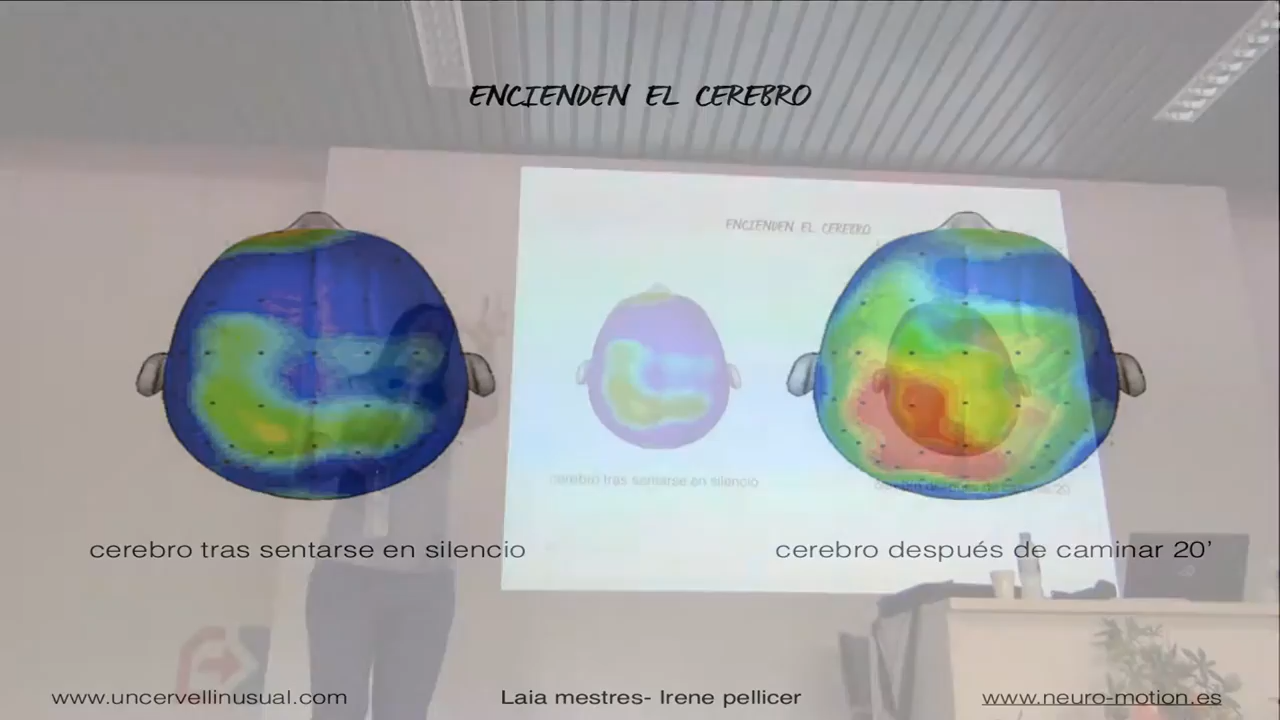 ENCIENDEN EL CEREBRO
ENCIENDEN EL CEREBRO
cerebro tras sentarse en silencio
cerebro después de caminar 20’
cerebro tras sentarse en silencio
www.uncervellinusual.com
Laia mestres- Irene pellicer
www.neuro-motion.es